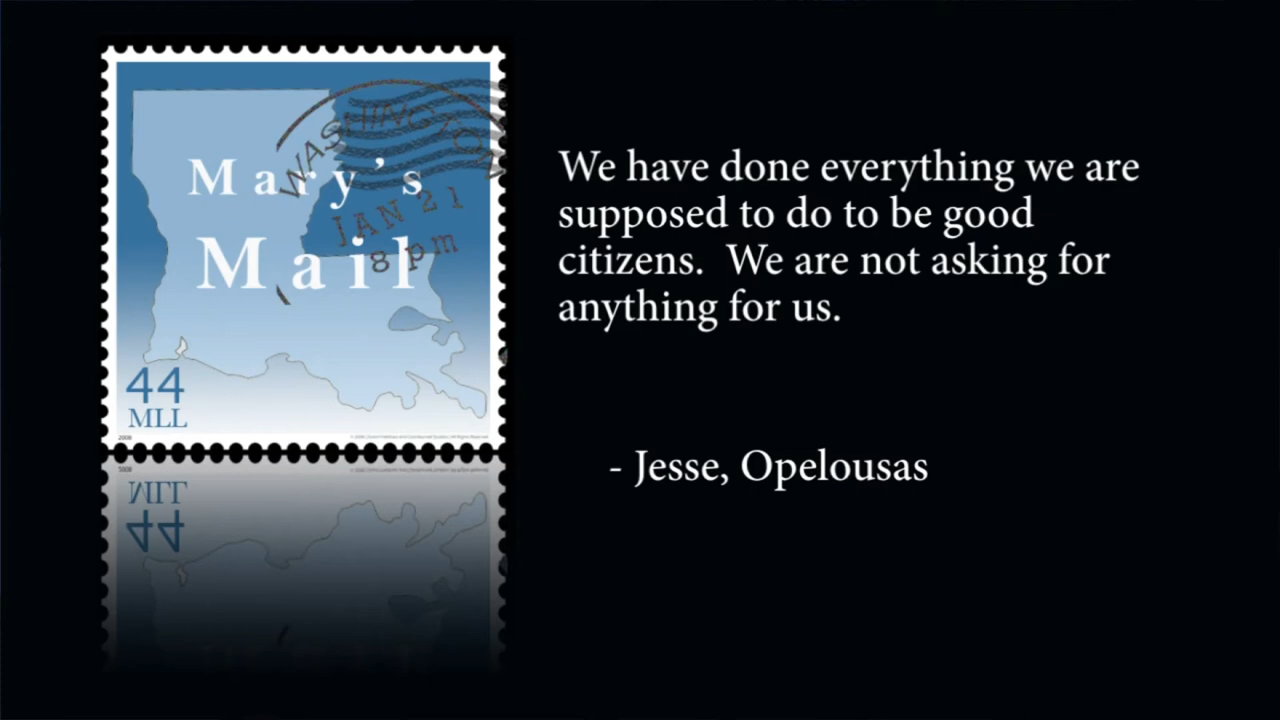 Mary's
Mail
WASHINGTON
JAN 21
8 pm
44
MLL
2008
We have done everything we are
supposed to do to be good
citizens.  We are not asking for
anything for us.
- Jesse, Opelousas